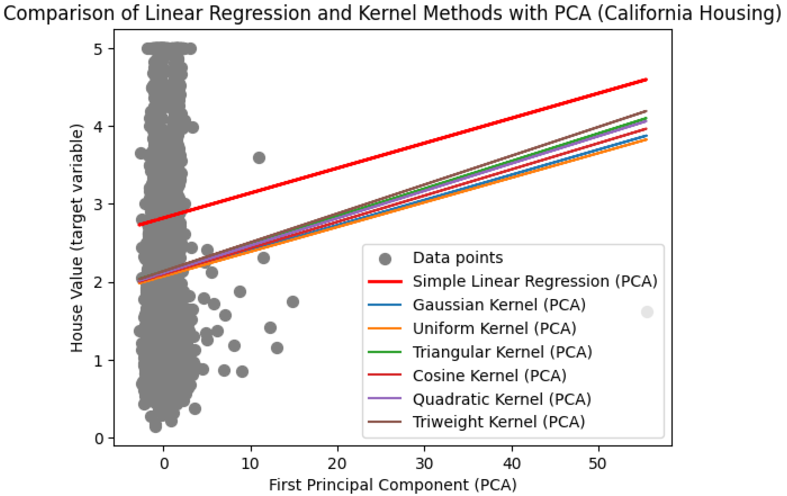 Comparison of Linear Regression and Kernel Methods with PCA (California Housing)
5
4
3
2
1
0
House Value (target variable)
Data points
Simple Linear Regression (PCA)
Gaussian Kernel (PCA)
Uniform Kernel (PCA)
Triangular Kernel (PCA)
Cosine Kernel (PCA)
Quadratic Kernel (PCA)
Triweight Kernel (PCA)
0 10 20 30 40 50
First Principal Component (PCA)